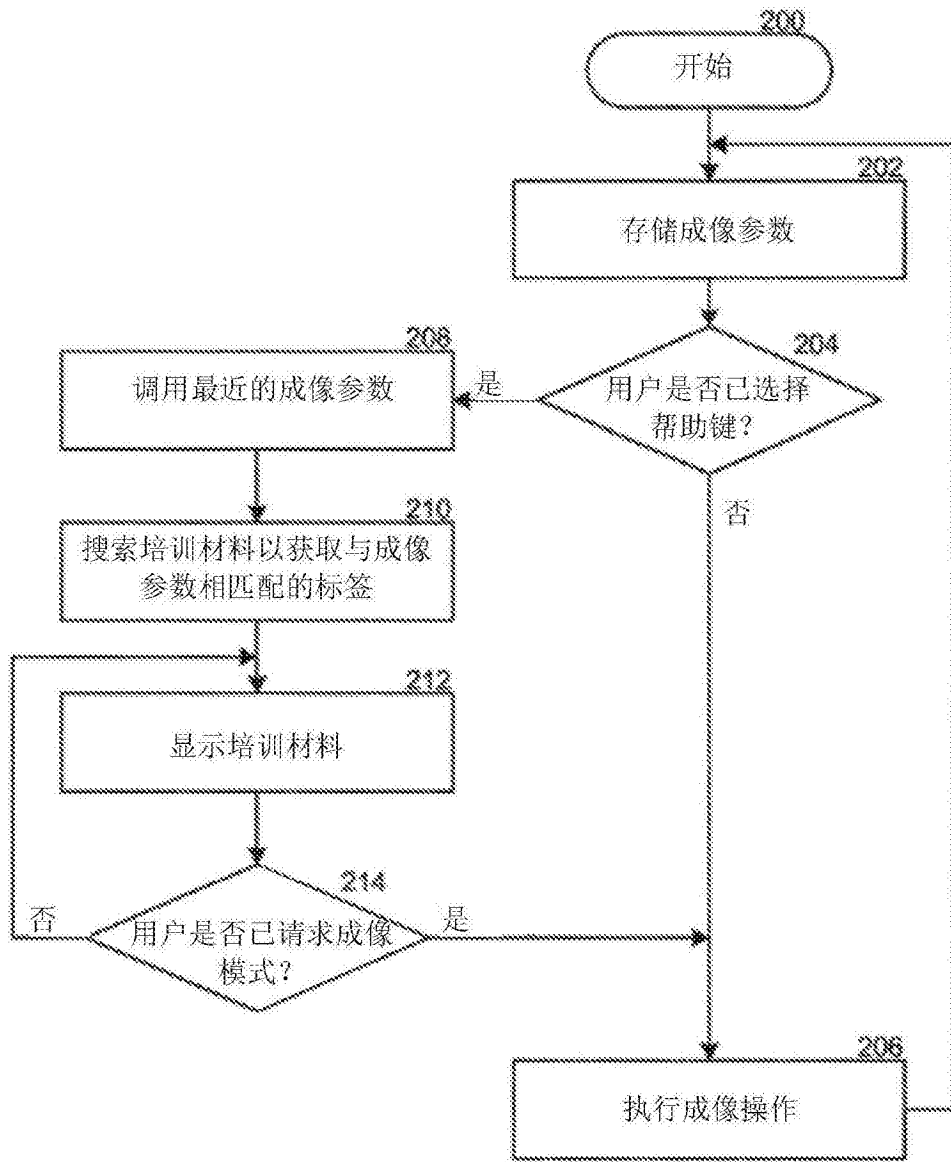 200
开始
202
存储成像参数
204
用户是否已选择
帮助键？
是
否
208
调用最近的成像参数
210
搜索培训材料以获取与成像
参数相匹配的标签
212
显示培训材料
214
用户是否已请求成像
模式？
否
是
206
执行成像操作